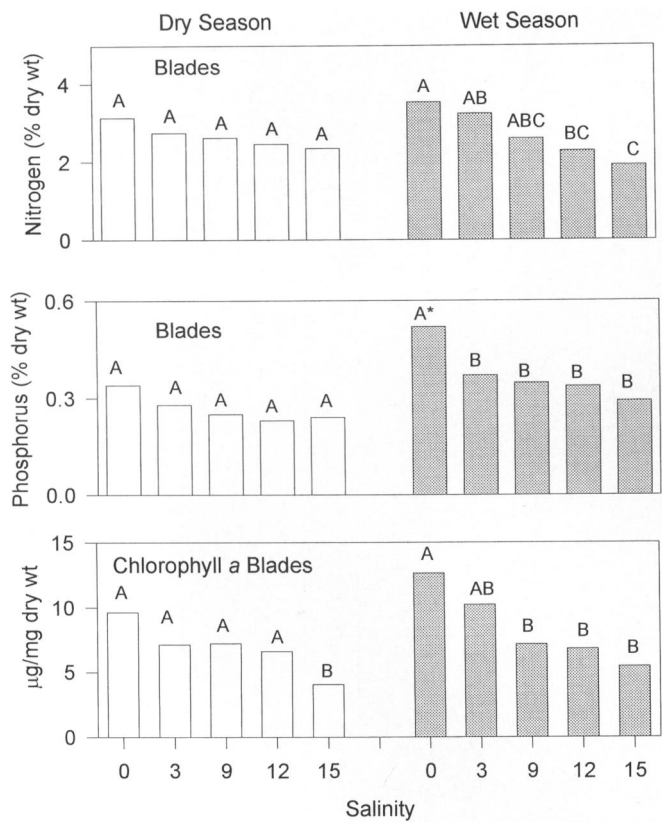 Dry Season Wet Season
Nitrogen (% dry wt)
4
2
0
Blades
A A A A A
A AB ABC BC C
Phosphorus (% dry wt)
0.6
0.3
0.0
Blades
A A A A A
A* B B B B
µg/mg dry wt
15
10
5
0
Chlorophyll a Blades
A A A A B
A AB B B B
0 3 9 12 15 0 3 9 12 15
Salinity